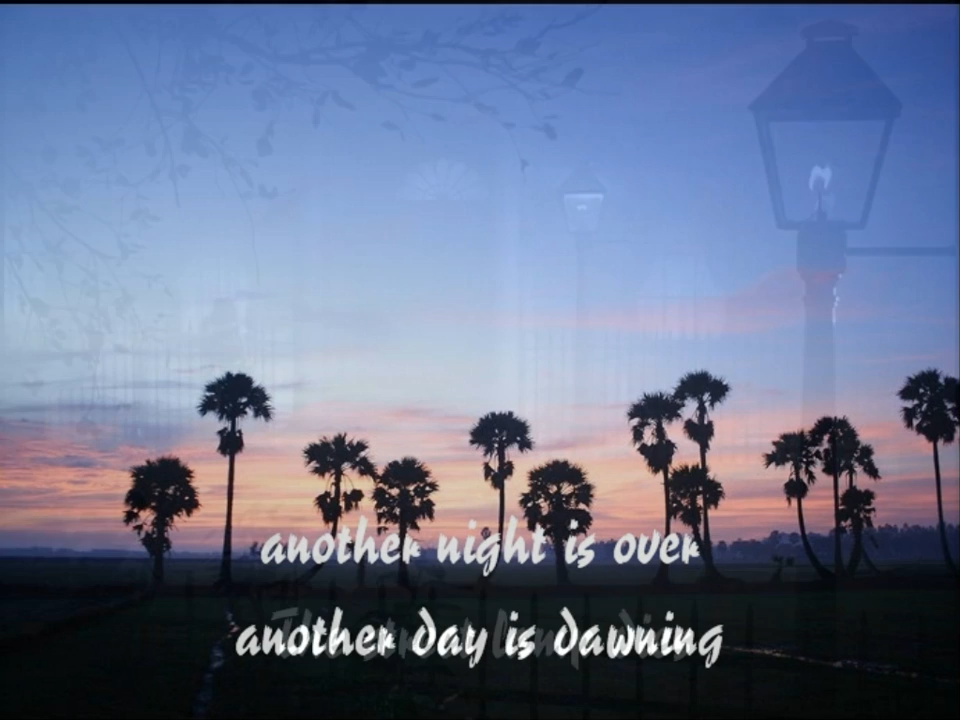 another night is over
another day is dawning